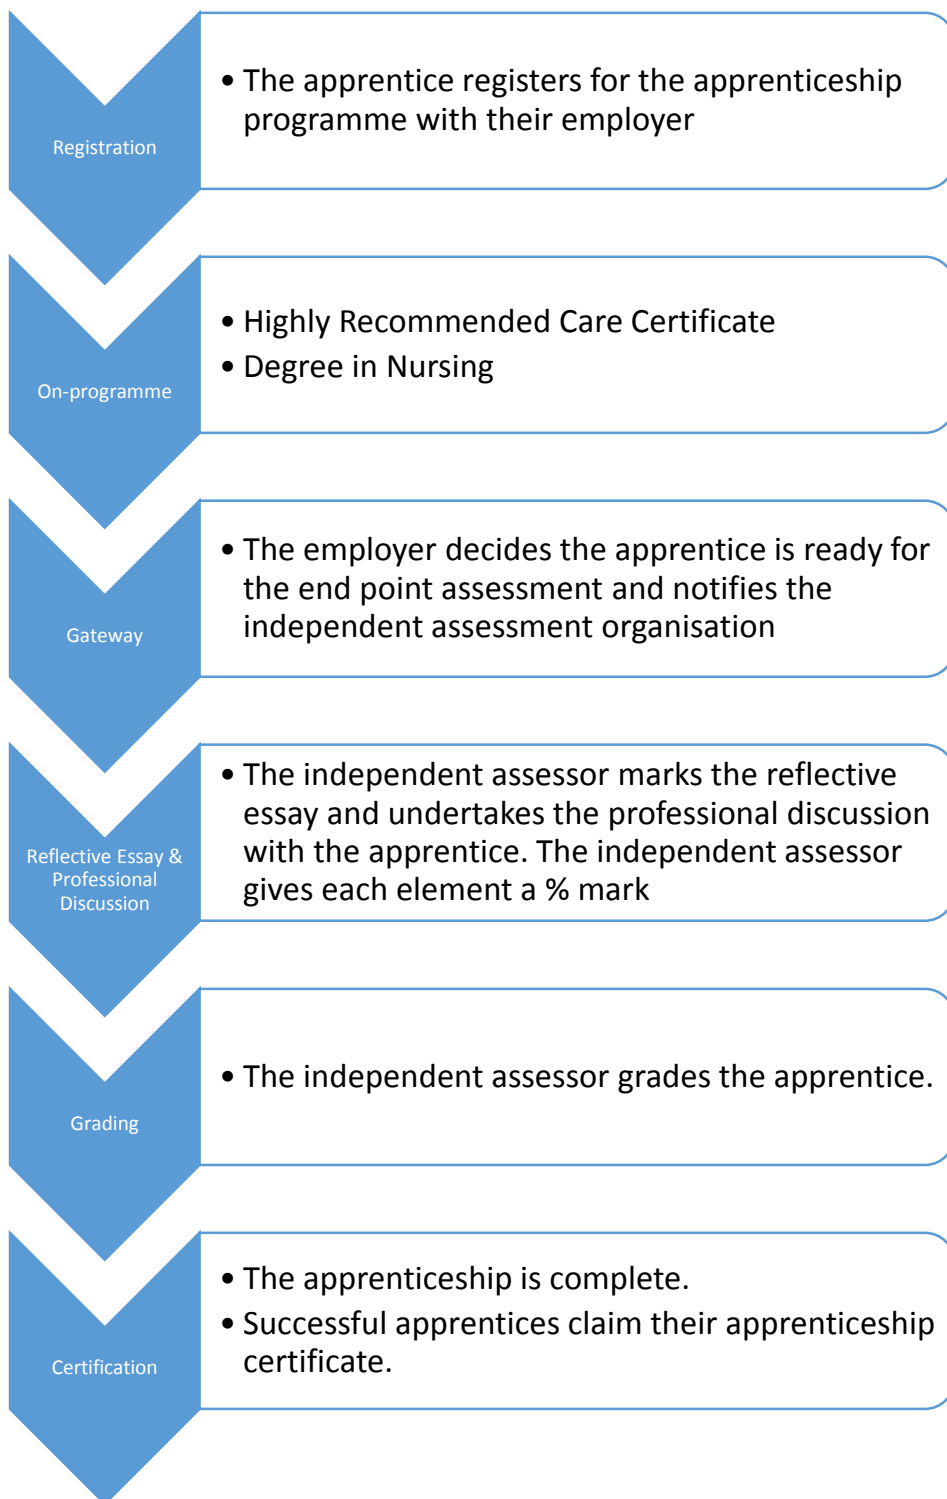 Registration
• The apprentice registers for the apprenticeship
programme with their employer
On-programme
• Highly Recommended Care Certificate
• Degree in Nursing
Gateway
• The employer decides the apprentice is ready for
the end point assessment and notifies the
independent assessment organisation
Reflective Essay &
Professional
Discussion
• The independent assessor marks the reflective
essay and undertakes the professional discussion
with the apprentice. The independent assessor
gives each element a % mark
Grading
• The independent assessor grades the apprentice.
Certification
• The apprenticeship is complete.
• Successful apprentices claim their apprenticeship
certificate.